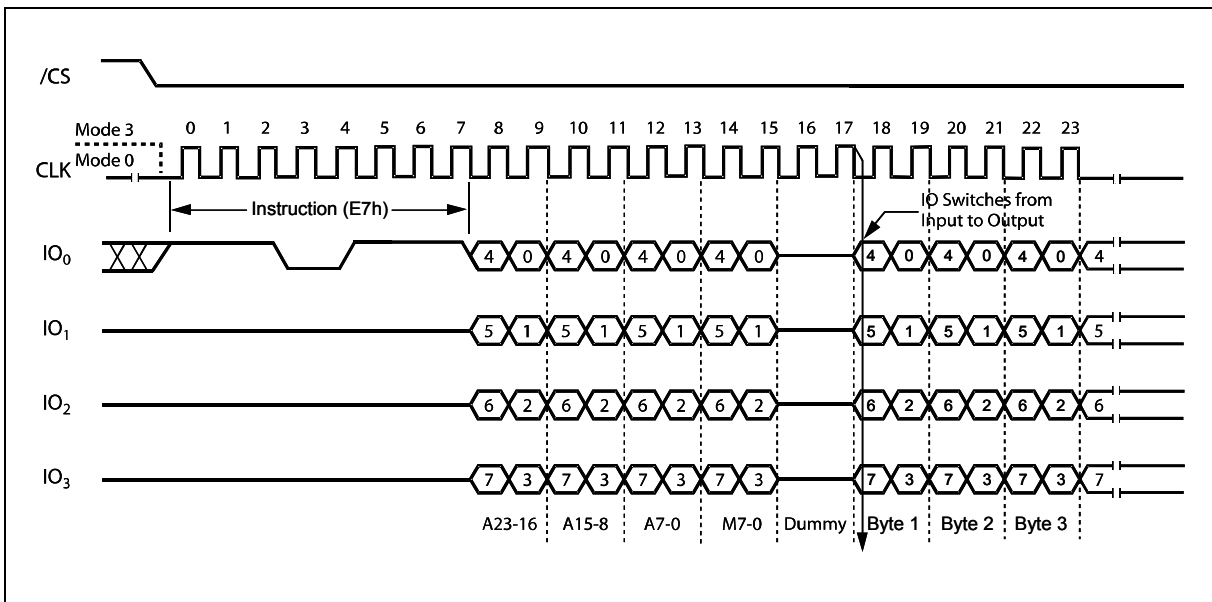 /CS
Mode 3
0 1 2 3 4 5 6 7 8 9 10 11 12 13 14 15 16 17 18 19 20 21 22 23
CLK Mode 0
Instruction (E7h)
IO Switches from
Input to Output
IO0 4 0 4 0 4 0 4 0 4 0 4 0 4 0 4
IO1 5 1 5 1 5 1 5 1 5 1 5 1 5 1 5
IO2 6 2 6 2 6 2 6 2 6 2 6 2 6 2 6
IO3 7 3 7 3 7 3 7 3 7 3 7 3 7 3 7
A23-16 A15-8 A7-0 M7-0 Dummy Byte 1 Byte 2 Byte 3